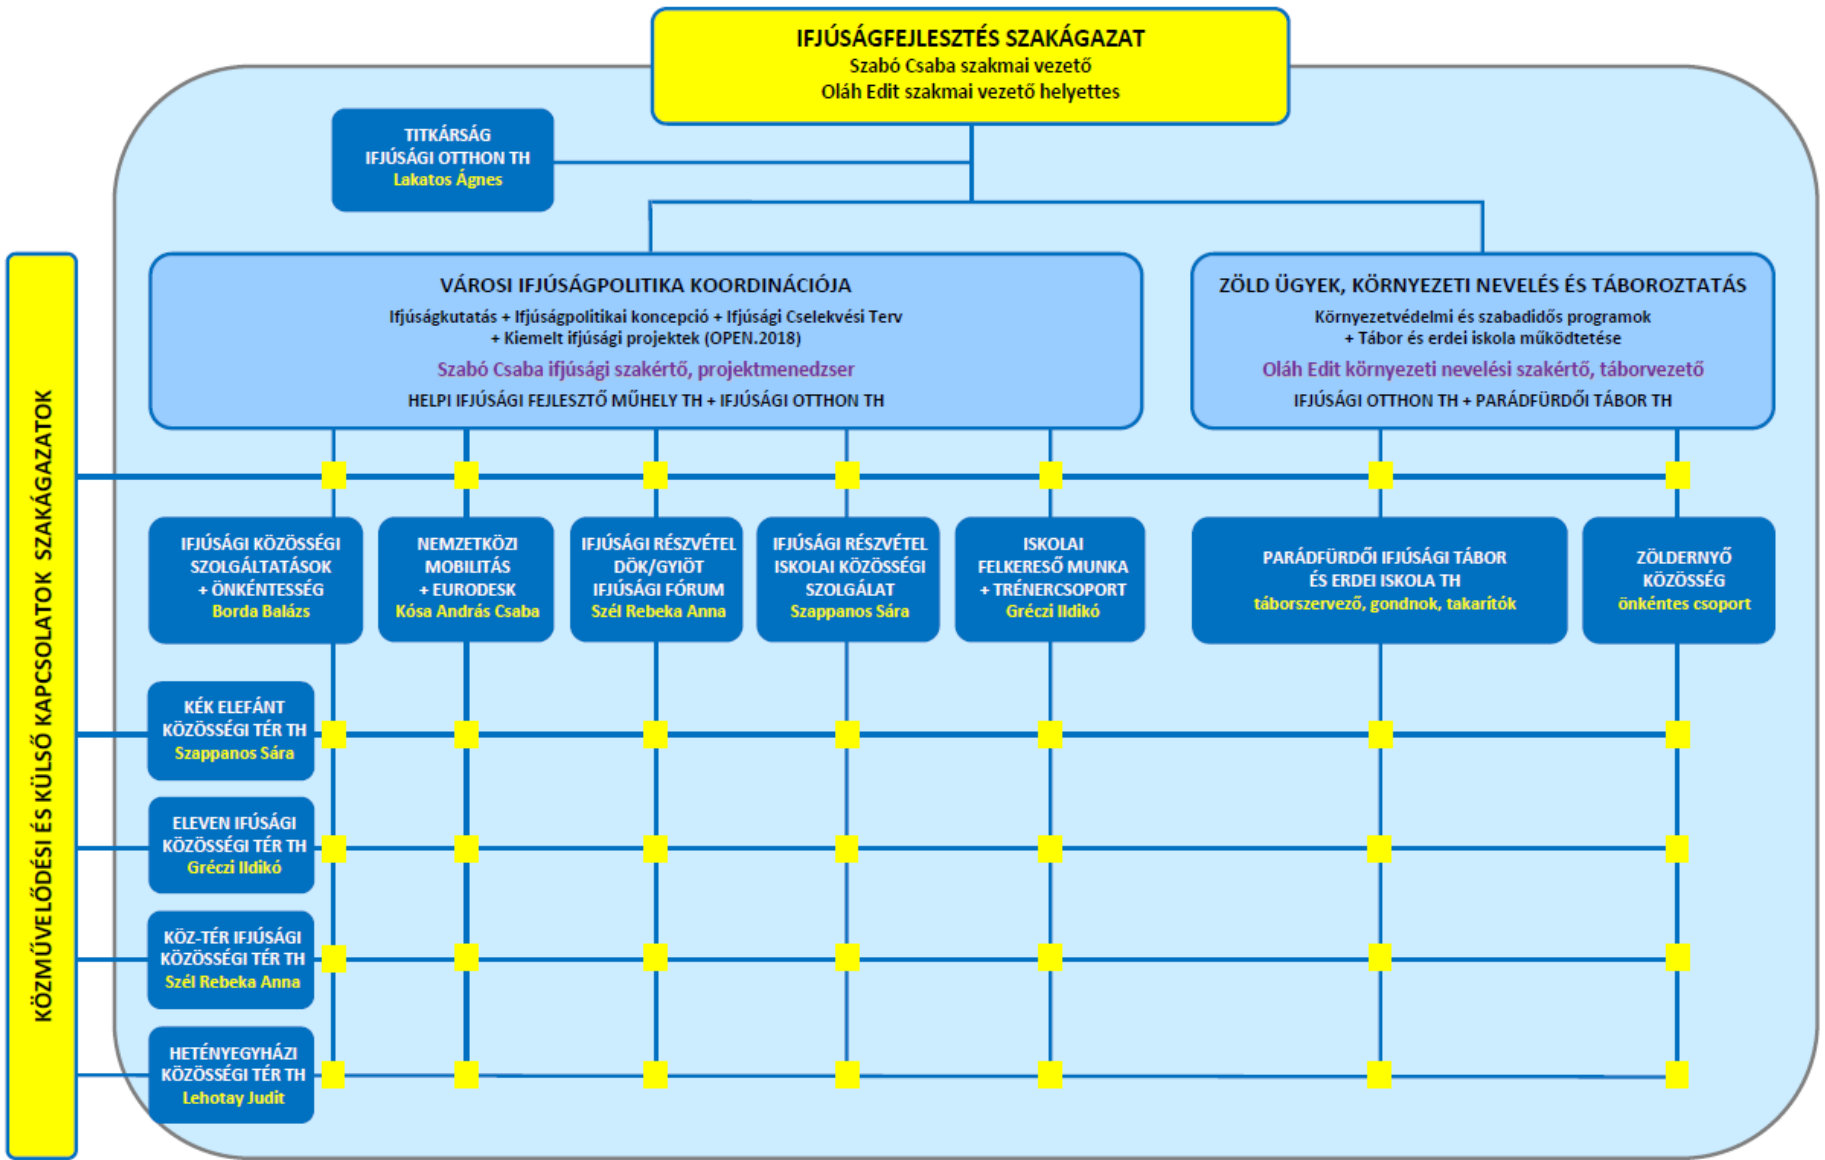 IFJÚSÁGFEJLESZTÉS SZAKÁGAZAT
Szabó Csaba szakmai vezető
Oláh Edit szakmai vezető helyettes
TITKÁRSÁG
IFJÚSÁGI OTTHON TH
Lakatos Ágnes
VÁROSI IFJÚSÁGPOLITIKA KOORDINÁCIÓJA
Ifjúságkutatás + Ifjúságpolitikai koncepció + Ifjúsági Cselekvési Terv
+ Kiemelt ifjúsági projektek (OPEN.2018)
Szabó Csaba ifjúsági szakértő, projektmenedzser
HELPI IFJÚSÁGI FEJLESZTŐ MŰHELY TH + IFJÚSÁGI OTTHON TH
ZÖLD ÜGYEK, KÖRNYEZETI NEVELÉS ÉS TÁBOROZTATÁS
Környezetvédelmi és szabadidős programok
+ Tábor és erdei iskola működtetése
Oláh Edit környezeti nevelési szakértő, táborvezető
IFJÚSÁGI OTTHON TH + PARÁDFÜRDŐI TÁBOR TH
KÖZMŰVELŐDÉSI ÉS KÜLSŐ KAPCSOLATOK SZAKÁGAZATOK
IFJÚSÁGI KÖZÖSSÉGI
SZOLGÁLTATÁSOK
+ ÖNKÉNTESSÉG
Borda Balázs
NEMZETKÖZI
MOBILITÁS
+ EURODESK
Kósa András Csaba
IFJÚSÁGI RÉSZVÉTEL
DÖK/GYIÖT
IFJÚSÁGI FÓRUM
Szél Rebeka Anna
IFJÚSÁGI RÉSZVÉTEL
ISKOLAI KÖZÖSSÉGI
SZOLGÁLAT
Szappanos Sára
ISKOLAI
FELKERESŐ MUNKA
+ TRÉNERCSOPORT
Gréczi Ildikó
PARÁDFÜRDŐI IFJÚSÁGI TÁBOR
ÉS ERDEI ISKOLA TH
táborszervező, gondnok, takarítók
ZÖLDERNYŐ
KÖZÖSSÉG
önkéntes csoport
KÉK ELEFÁNT
KÖZÖSSÉGI TÉR TH
Szappanos Sára
ELEVEN IFÚSÁGI
KÖZÖSSÉGI TÉR TH
Gréczi Ildikó
KÖZ-TÉR IFJÚSÁGI
KÖZÖSSÉGI TÉR TH
Szél Rebeka Anna
HETÉNYEGYHÁZI
KÖZÖSSÉGI TÉR TH
Lehotay Judit